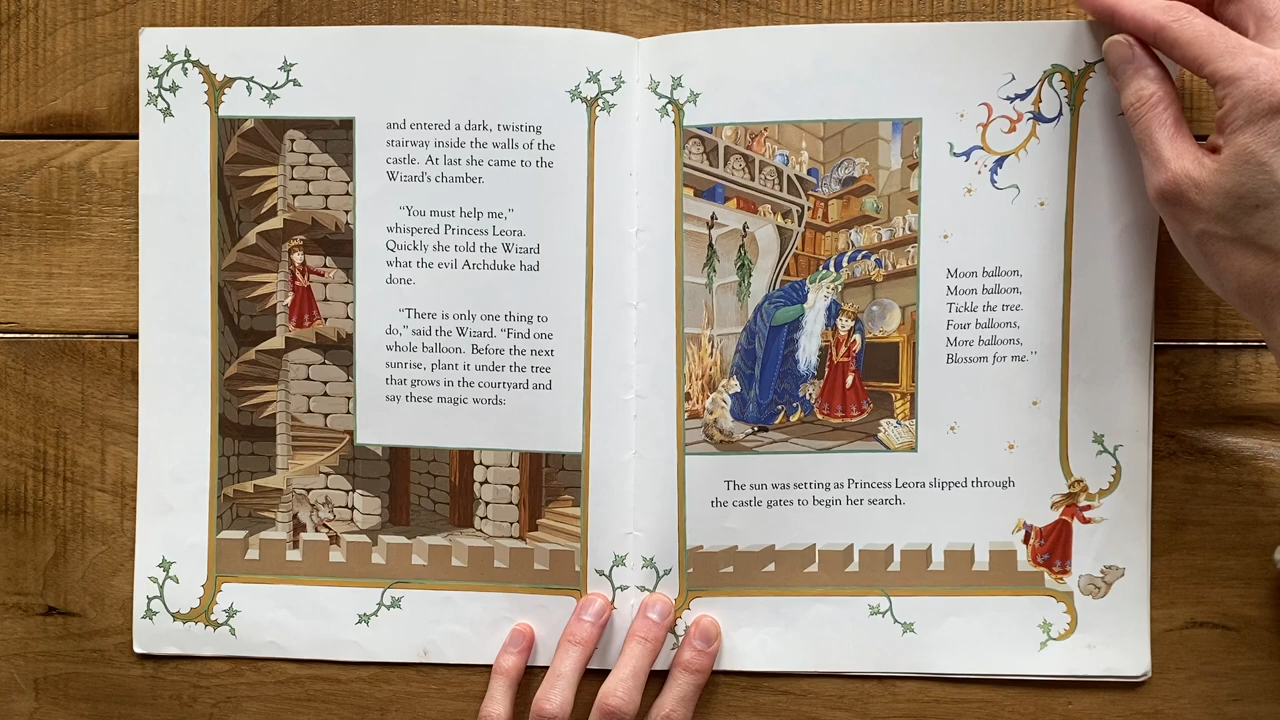 and entered a dark, twisting
stairway inside the walls of the
castle. At last she came to the
Wizard's chamber.
"You must help me,"
whispered Princess Leora.
Quickly she told the Wizard
what the evil Archduke had
done.
"There is only one thing to
do," said the Wizard. "Find one
whole balloon. Before the next
sunrise, plant it under the tree
that grows in the courtyard and
say these magic words:
Moon balloon,
Moon balloon,
Tickle the tree.
Four balloons,
More balloons,
Blossom for me."
The sun was setting as Princess Leora slipped through
the castle gates to begin her search.